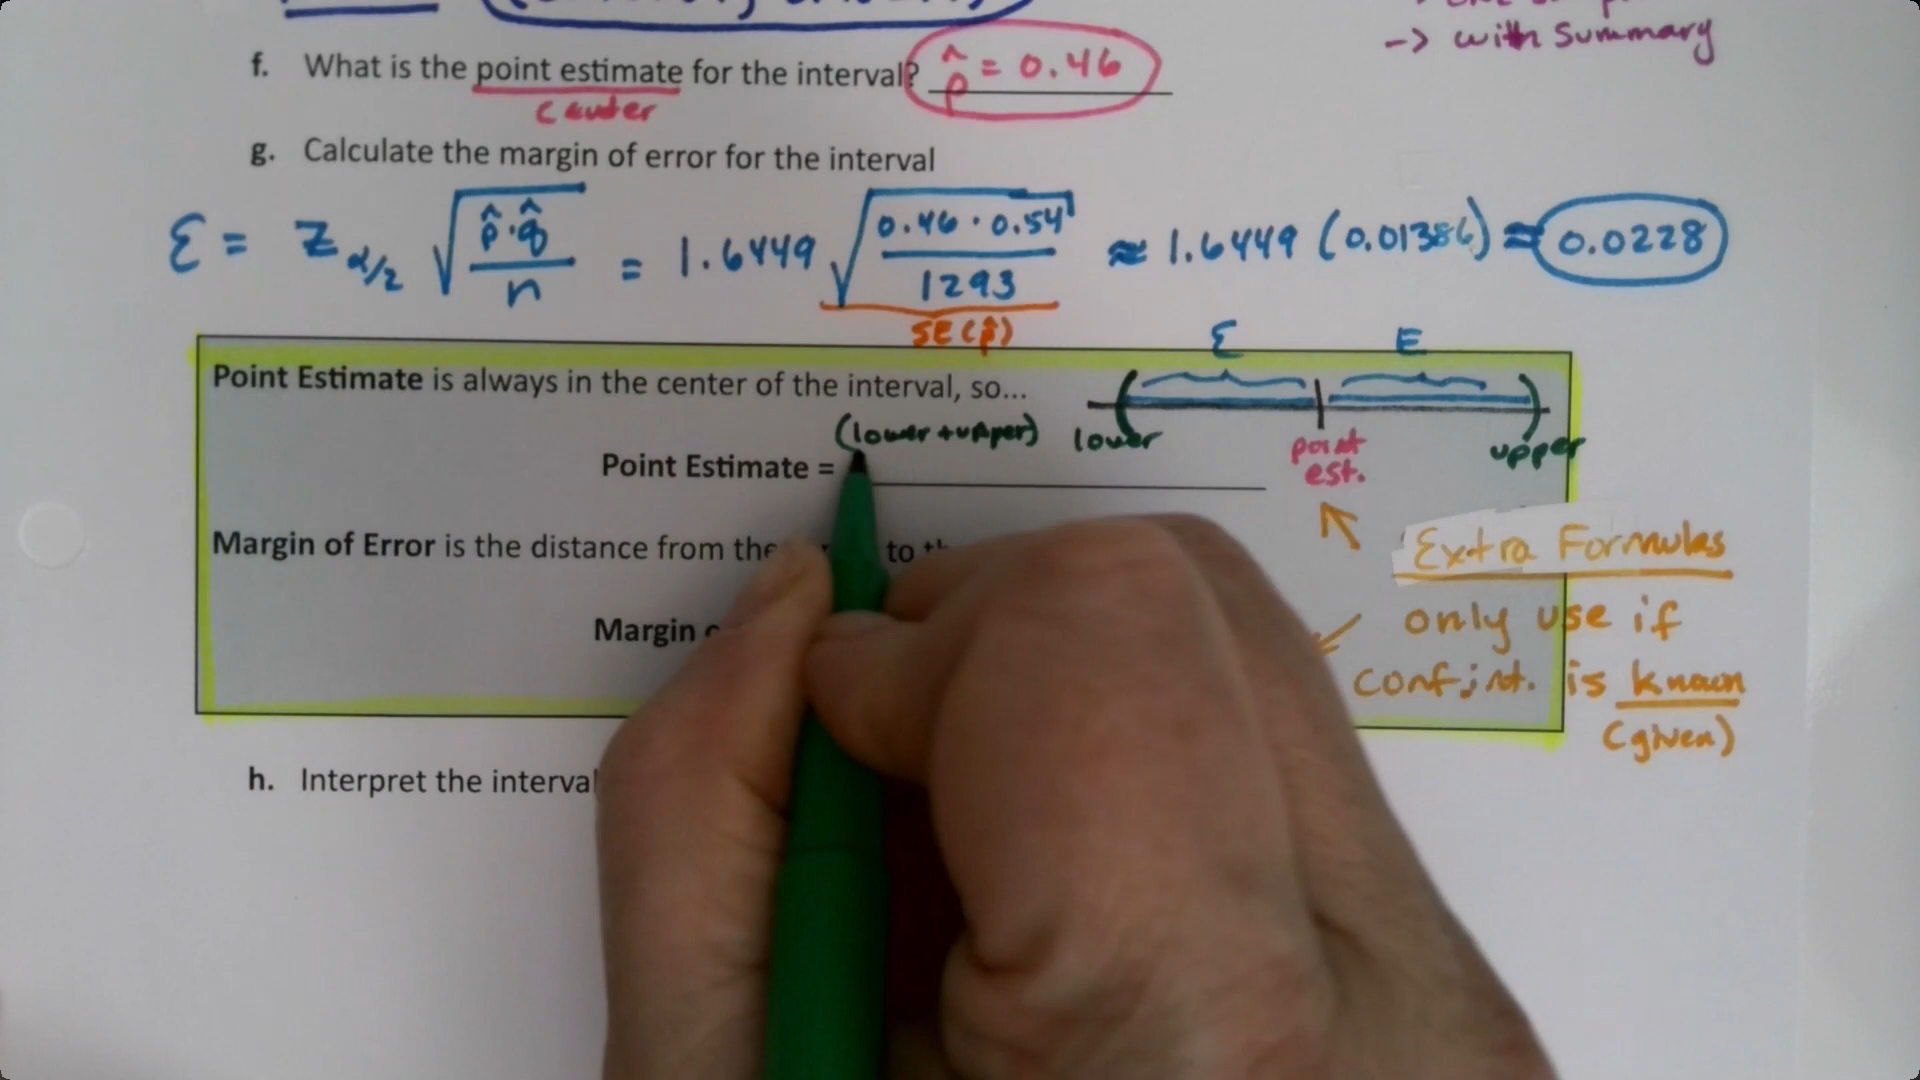 -> with Summary
f. What is the point estimate for the interval? p̂ = 0.46
center
g. Calculate the margin of error for the interval
E = Z α/2 √(p̂·q̂ / n) = 1.6449 √(0.46 · 0.54 / 1293) ≈ 1.6449 (0.01386) ≈ 0.0228
SE(p̂)
E E
Point Estimate is always in the center of the interval, so...
(lower + upper) lower point est. upper
Point Estimate =
Margin of Error is the distance from the to
Extra Formulas
only use if
Margin
conf. int. is known
(given)
h. Interpret the interval